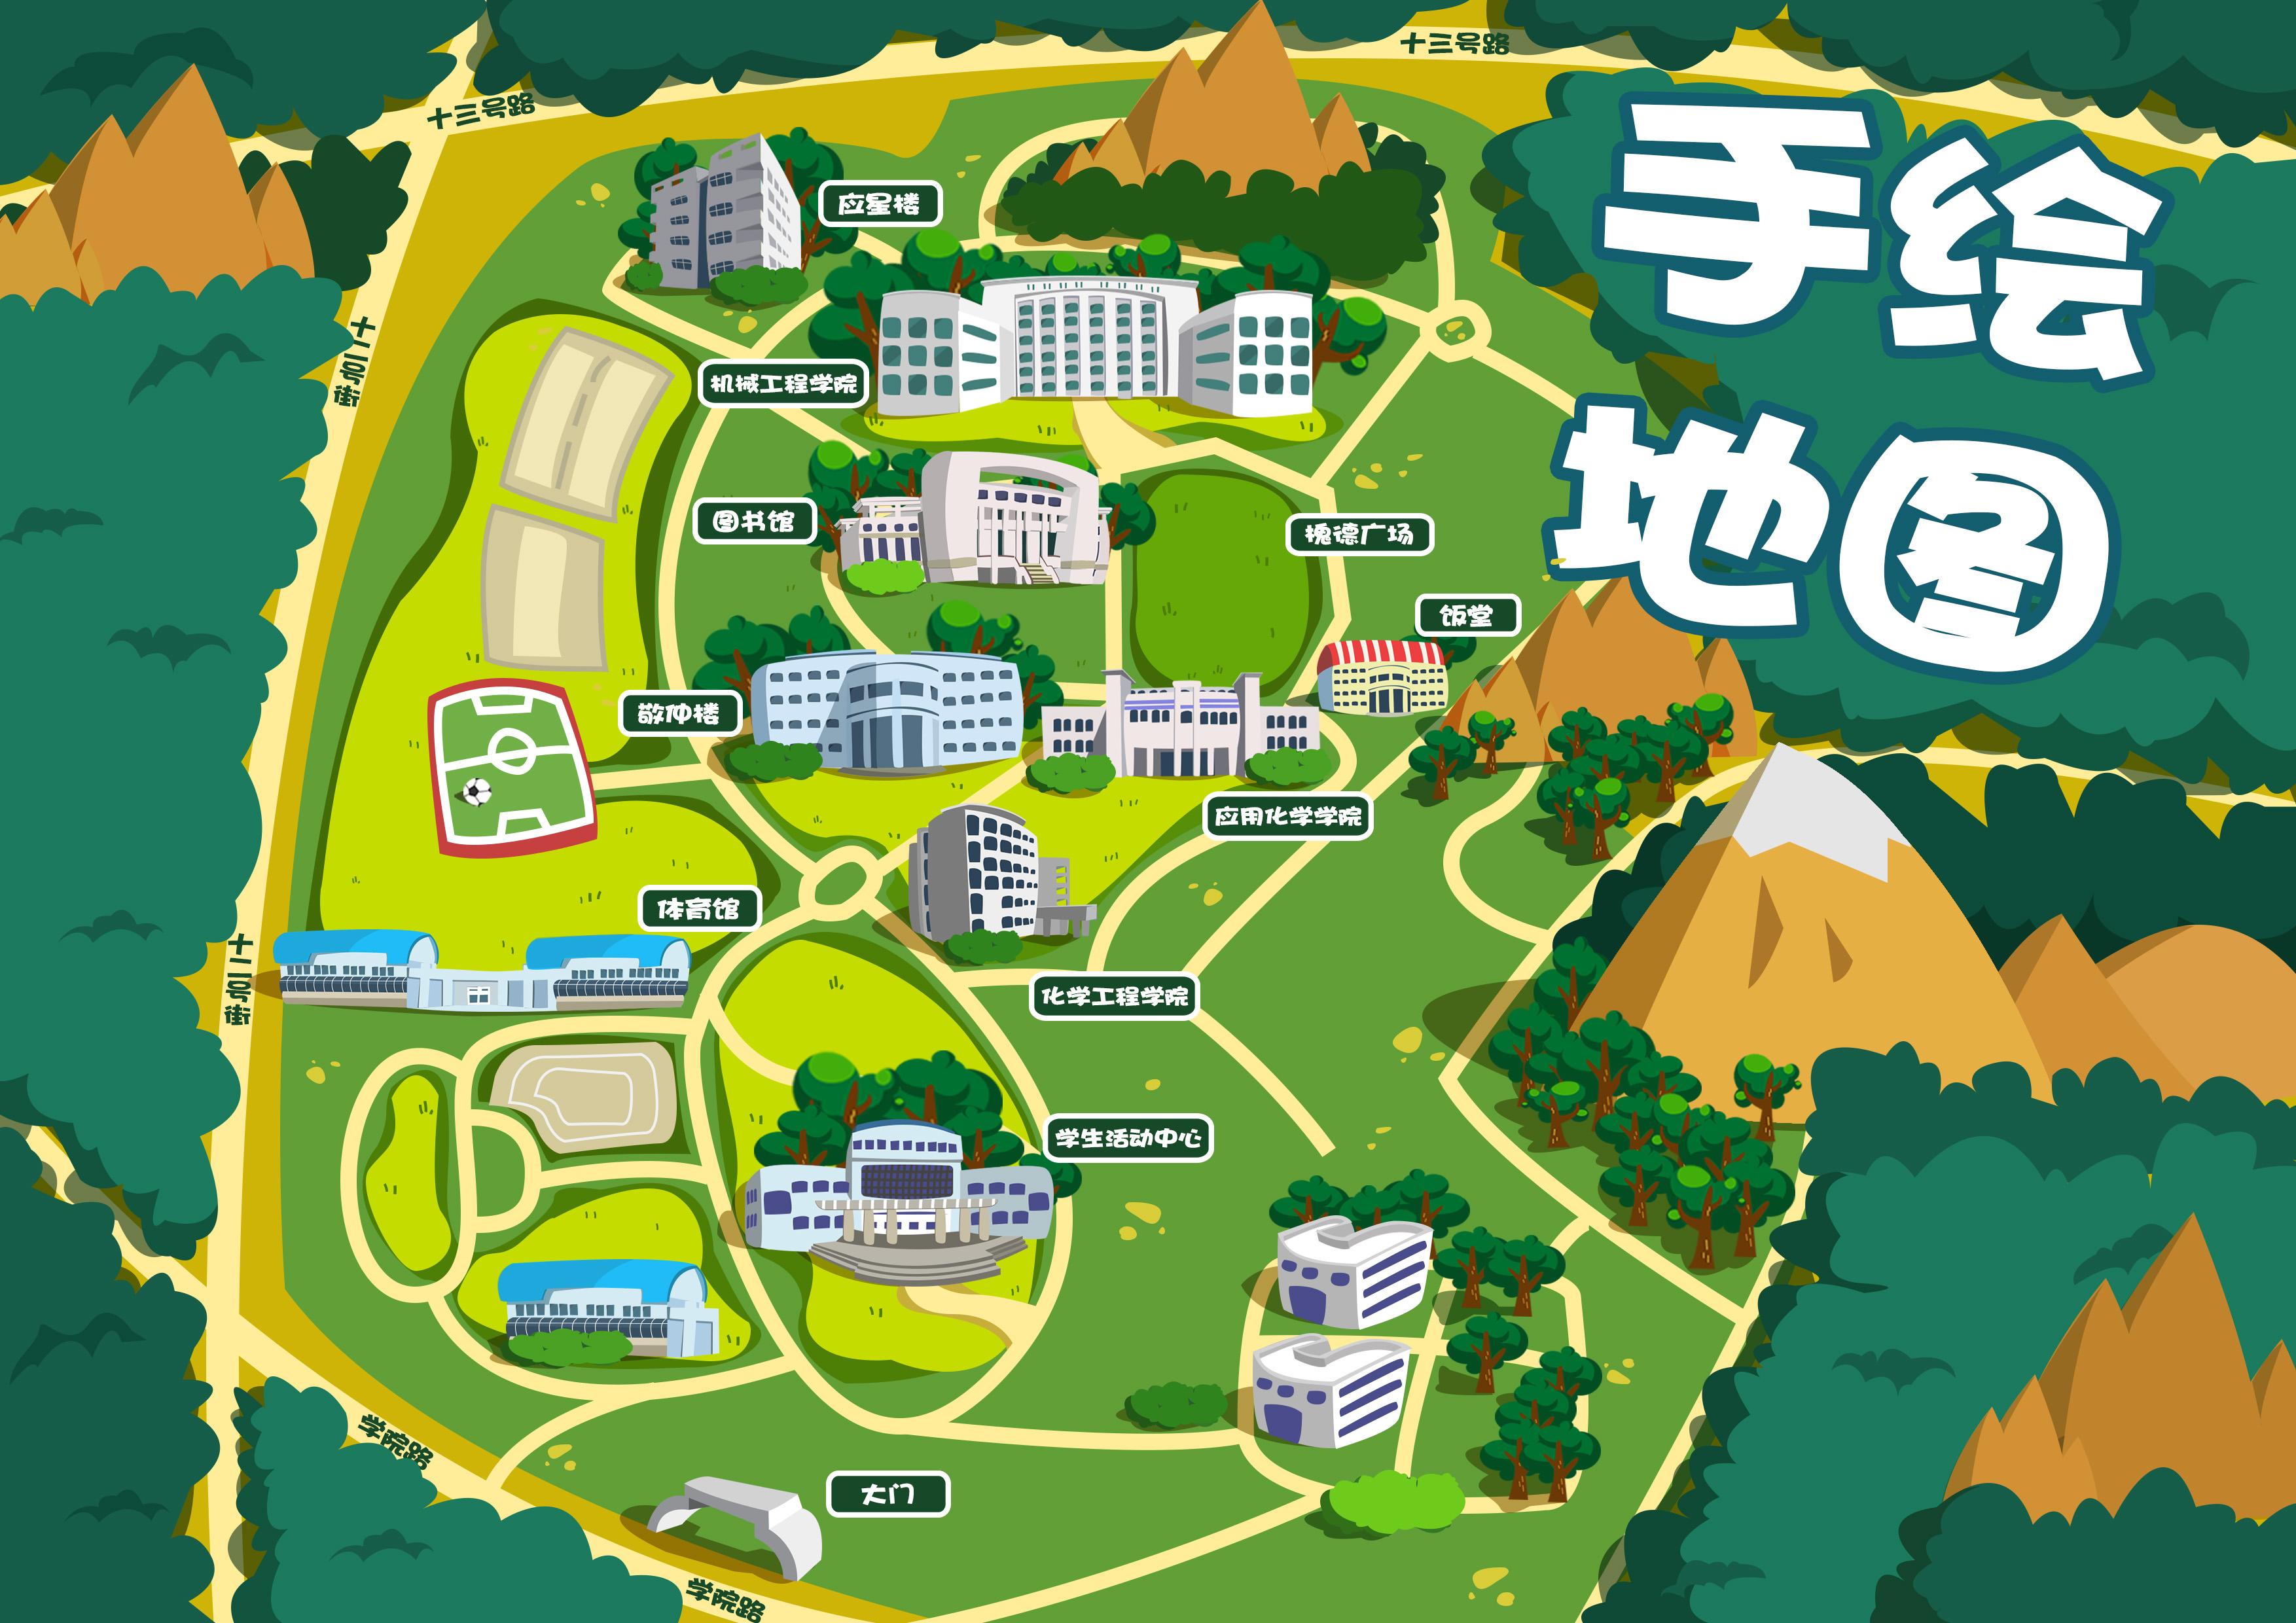 十三号路
十三号路
手绘
地图
应星楼
十二号街
机械工程学院
图书馆
槐德广场
饭堂
敬仲楼
应用化学学院
体育馆
十二号街
化学工程学院
学生活动中心
学院路
大门
学院路